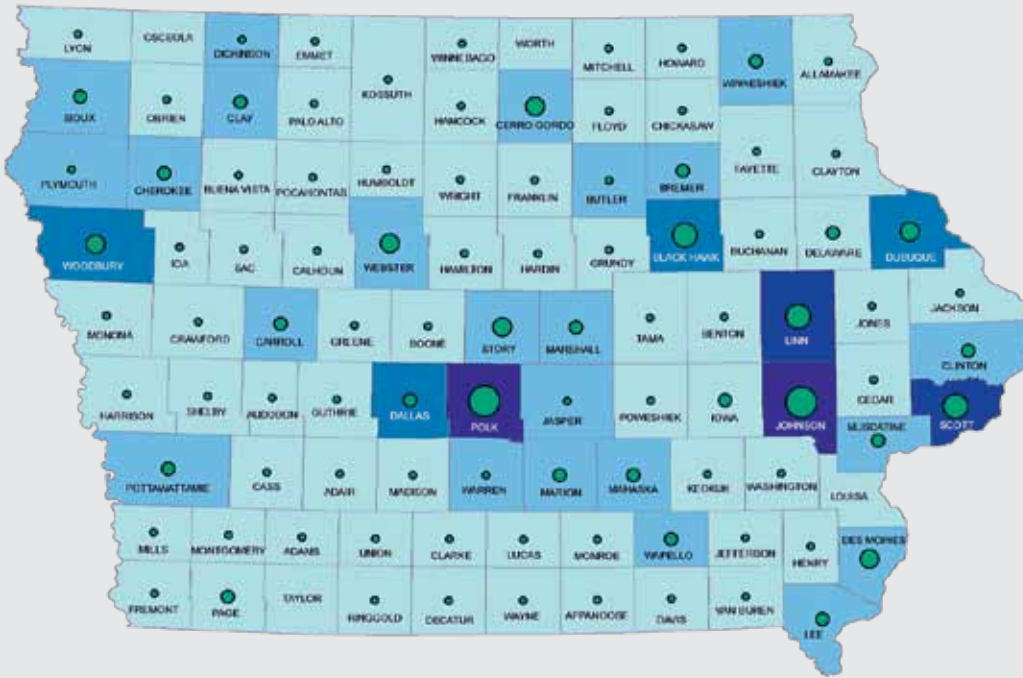 LYON
OSCEOLA
DICKINSON
EMMET
KOSSUTH
WINNEBAGO
WORTH
MITCHELL
HOWARD
WINNESHIEK
ALLAMAKEE
SIOUX
OBRIEN
CLAY
PALO ALTO
HANCOCK
CERRO GORDO
FLOYD
CHICKASAW
FAYETTE
CLAYTON
PLYMOUTH
CHEROKEE
BUENA VISTA
POCAHONTAS
HUMBOLDT
WRIGHT
FRANKLIN
BUTLER
BREMER
WOODBURY
IDA
SAC
CALHOUN
WEBSTER
HAMILTON
HARDIN
GRUNDY
BLACK HAWK
BUCHANAN
DELAWARE
DUBUQUE
MONONA
CRAWFORD
CARROLL
GREENE
BOONE
STORY
MARSHALL
TAMA
BENTON
LINN
JONES
JACKSON
CLINTON
HARRISON
SHELBY
AUDUBON
GUTHRIE
DALLAS
POLK
JASPER
POWESHIEK
IOWA
JOHNSON
CEDAR
SCOTT
MUSCATINE
POTTAWATTAMIE
CASS
ADAIR
MADISON
WARREN
MARION
MAHASKA
KEOKUK
WASHINGTON
LOUISA
MILLS
MONTGOMERY
ADAMS
UNION
CLARKE
LUCAS
MONROE
WAPELLO
JEFFERSON
HENRY
DES MOINES
FREMONT
PAGE
TAYLOR
RINGGOLD
DECATUR
WAYNE
APPANOOSE
DAVIS
VAN BUREN
LEE